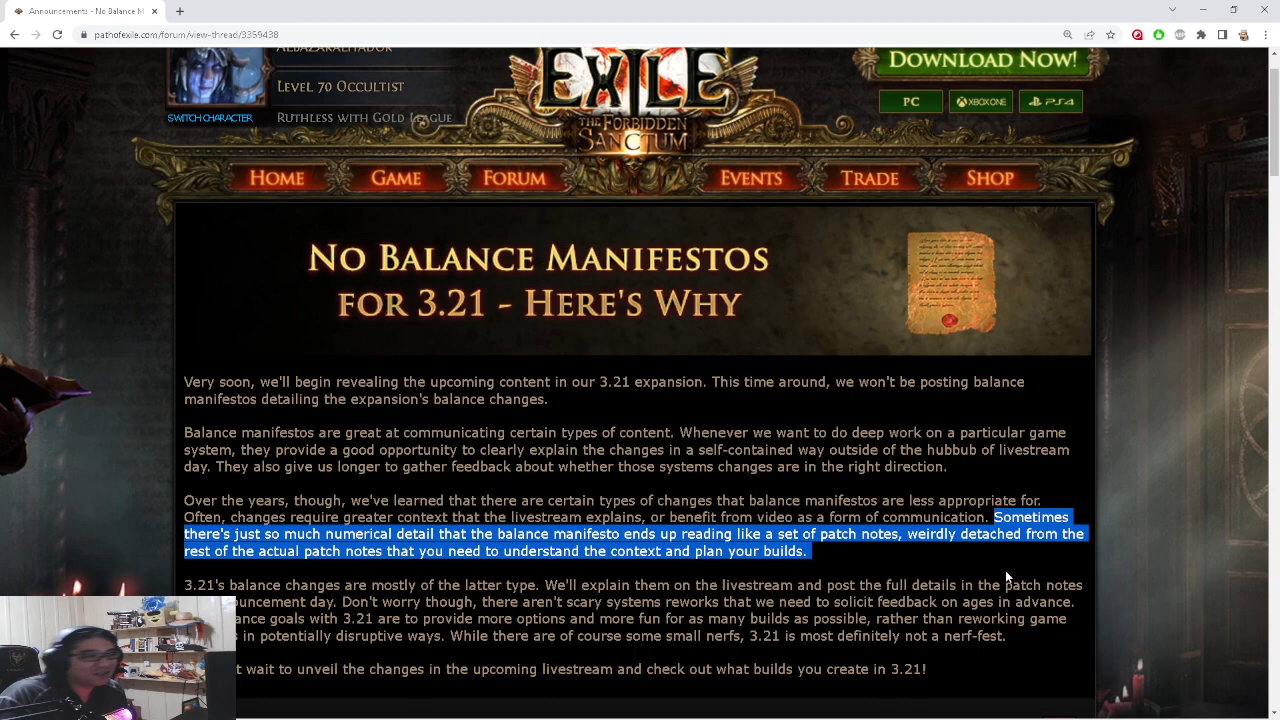 Announcements - No Balance M
pathofexile.com/forum/view-thread/3359438
Level 70 Occultist
SWITCH CHARACTER
Ruthless with Gold League
EXILE
THE FORBIDDEN
SANCTUM
Download Now!
PC
XBOX ONE
PS4
Home
Game
Forum
Events
Trade
Shop
No Balance Manifestos
for 3.21 - Here's Why
Very soon, we'll begin revealing the upcoming content in our 3.21 expansion. This time around, we won't be posting balance
manifestos detailing the expansion's balance changes.
Balance manifestos are great at communicating certain types of content. Whenever we want to do deep work on a particular game
system, they provide a good opportunity to clearly explain the changes in a self-contained way outside of the hubbub of livestream
day. They also give us longer to gather feedback about whether those systems changes are in the right direction.
Over the years, though, we've learned that there are certain types of changes that balance manifestos are less appropriate for.
Often, changes require greater context that the livestream explains, or benefit from video as a form of communication. Sometimes
there's just so much numerical detail that the balance manifesto ends up reading like a set of patch notes, weirdly detached from the
rest of the actual patch notes that you need to understand the context and plan your builds.
3.21's balance changes are mostly of the latter type. We'll explain them on the livestream and post the full details in the patch notes
day. Don't worry though, there aren't scary systems reworks that we need to solicit feedback on ages in advance.
goals with 3.21 are to provide more options and more fun for as many builds as possible, rather than reworking game
in potentially disruptive ways. While there are of course some small nerfs, 3.21 is most definitely not a nerf-fest.
wait to unveil the changes in the upcoming livestream and check out what builds you create in 3.21!